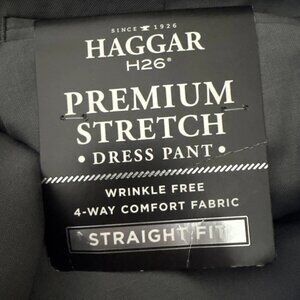 SINCE 1926
HAGGAR
H26®
PREMIUM
STRETCH
• DRESS PANT •
WRINKLE FREE
4-WAY COMFORT FABRIC
STRAIGHT FIT